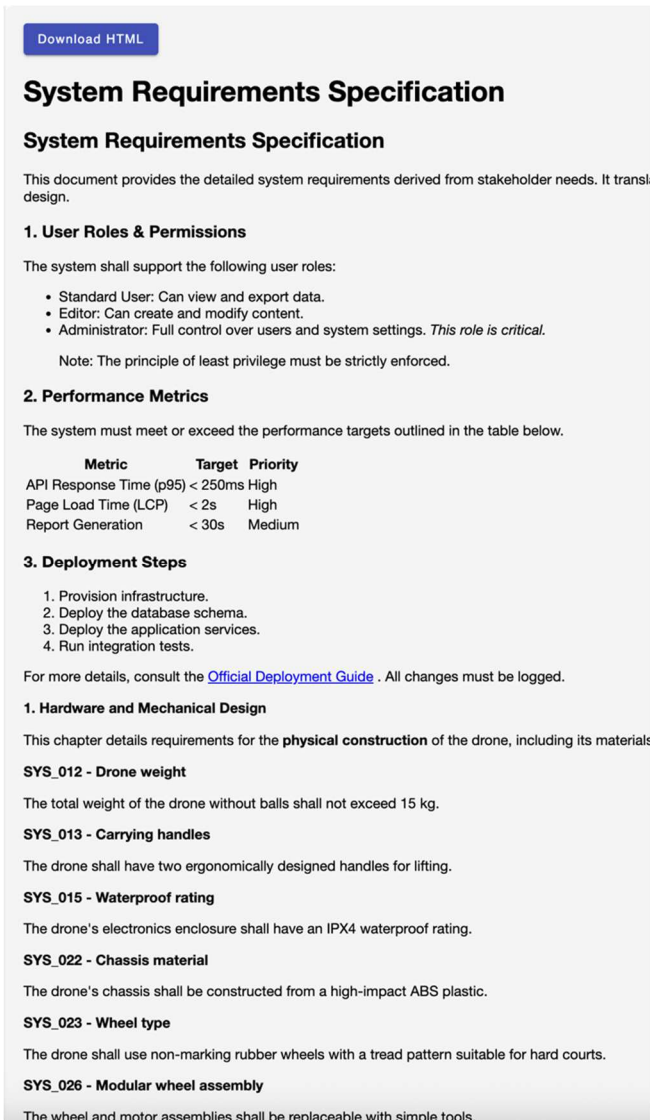 Download HTML
System Requirements Specification
System Requirements Specification
This document provides the detailed system requirements derived from stakeholder needs. It
design.
1. User Roles & Permissions
The system shall support the following user roles:
• Standard User: Can view and export data.
• Editor: Can create and modify content.
• Administrator: Full control over users and system settings. This role is critical.
Note: The principle of least privilege must be strictly enforced.
2. Performance Metrics
The system must meet or exceed the performance targets outlined in the table below.
Metric Target Priority
API Response Time (p95) < 250ms High
Page Load Time (LCP) < 2s High
Report Generation < 30s Medium
3. Deployment Steps
1. Provision infrastructure.
2. Deploy the database schema.
3. Deploy the application services.
4. Run integration tests.
For more details, consult the Official Deployment Guide . All changes must be logged.
1. Hardware and Mechanical Design
This chapter details requirements for the physical construction of the drone, including its materials
SYS_012 - Drone weight
The total weight of the drone without balls shall not exceed 15 kg.
SYS_013 - Carrying handles
The drone shall have two ergonomically designed handles for lifting.
SYS_015 - Waterproof rating
The drone's electronics enclosure shall have an IPX4 waterproof rating.
SYS_022 - Chassis material
The drone's chassis shall be constructed from a high-impact ABS plastic.
SYS_023 - Wheel type
The drone shall use non-marking rubber wheels with a tread pattern suitable for hard courts.
SYS_026 - Modular wheel assembly
The wheel and motor assemblies shall be replaceable with simple tools.